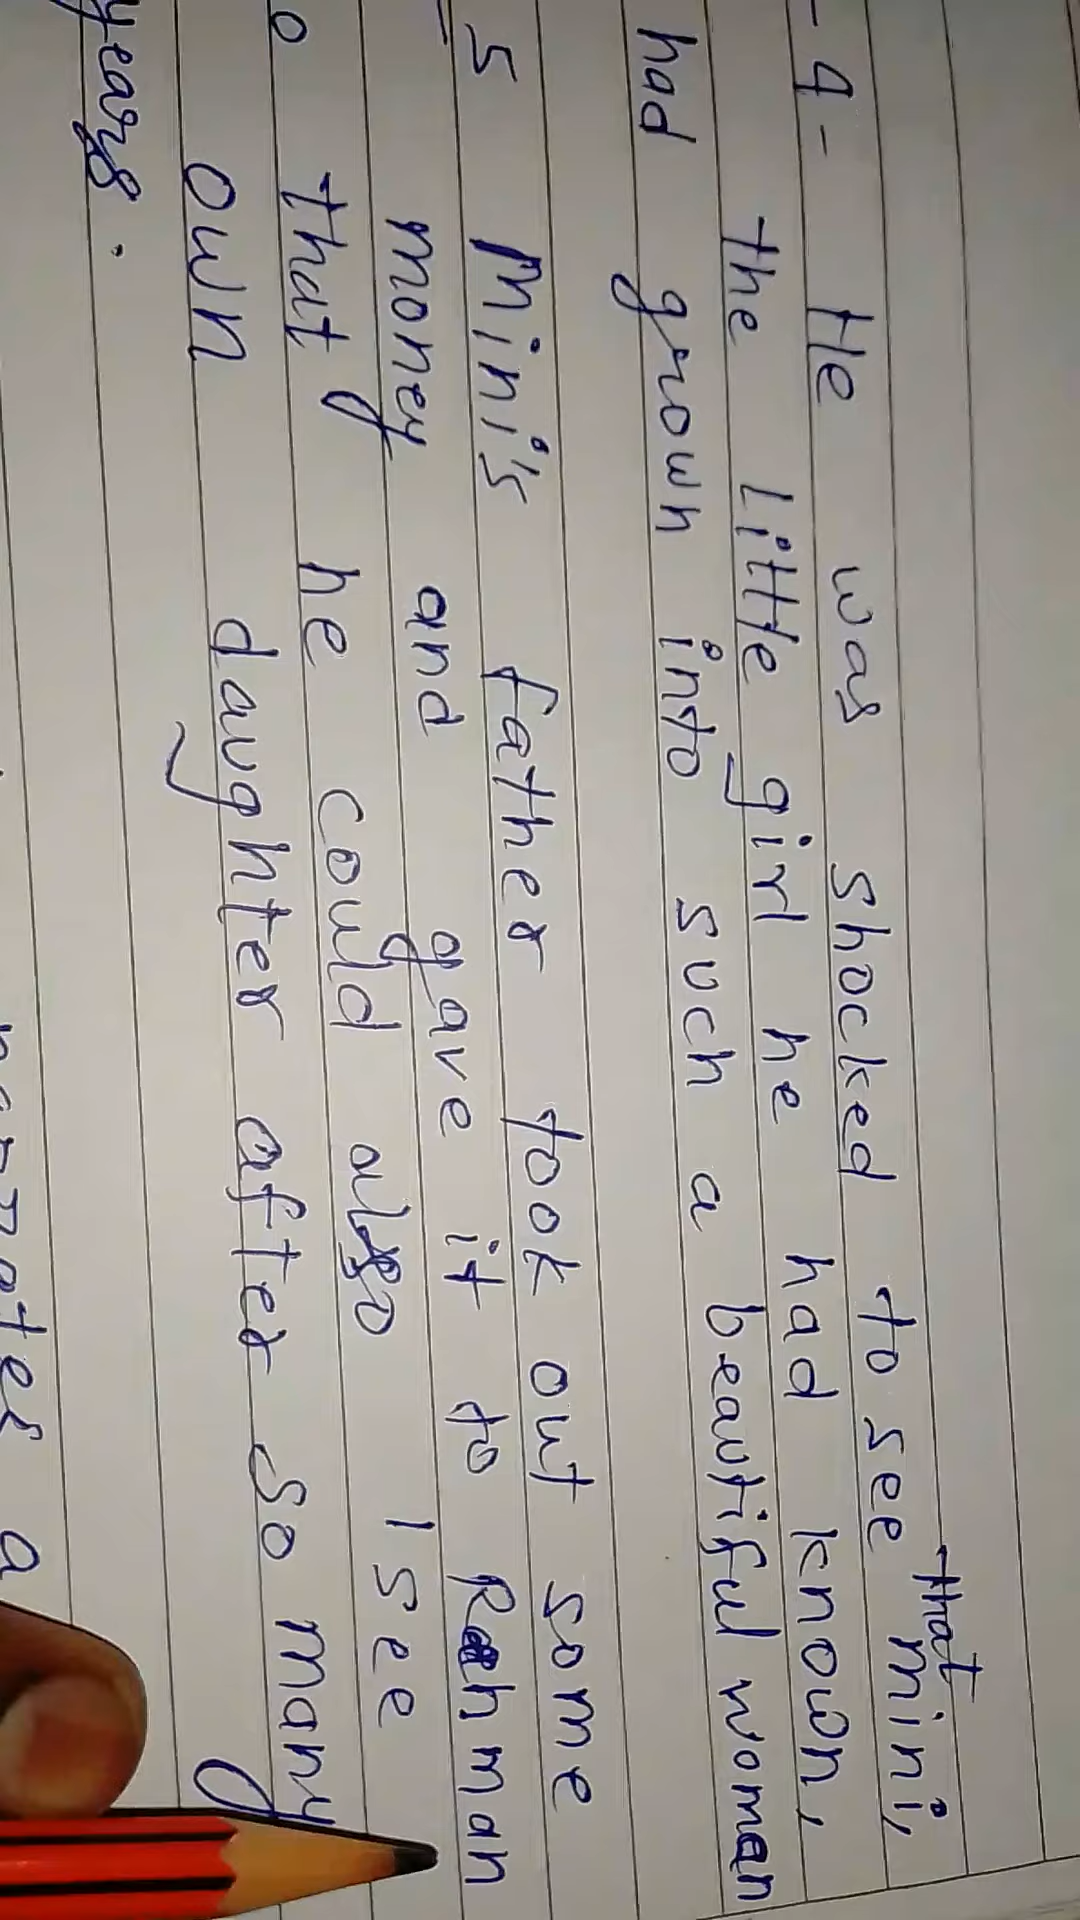 that
-4- He was shocked to see mini,
the little girl he had known,
had grown into such a beautiful woman
5 Mini's father took out some
money and gave it to Rahman
that he could also see
own daughter after so many
years.
a